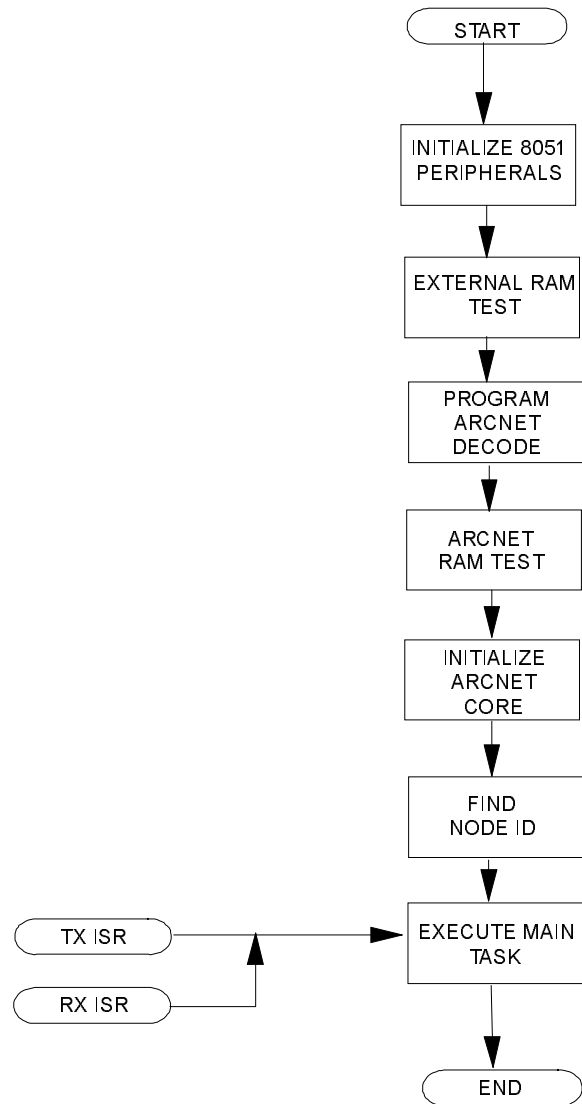 START
INITIALIZE 8051
PERIPHERALS
EXTERNAL RAM
TEST
PROGRAM
ARCNET
DECODE
ARCNET
RAM TEST
INITIALIZE
ARCNET
CORE
FIND
NODE ID
TX ISR
EXECUTE MAIN
TASK
RX ISR
END